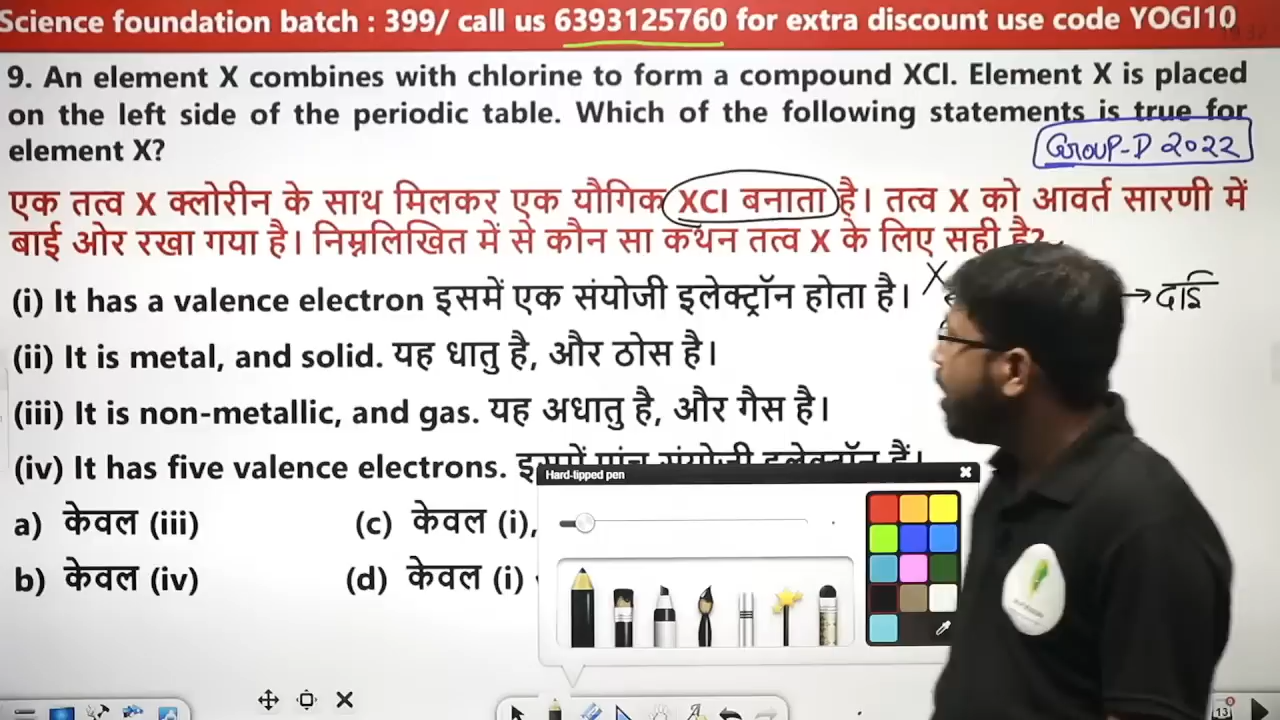 Science foundation batch : 399/ call us 6393125760 for extra discount use code YOGI10
9. An element X combines with chlorine to form a compound XCl. Element X is placed
on the left side of the periodic table. Which of the following statements is true for
element X?
GROUP-D 2022
एक तत्व X क्लोरीन के साथ मिलकर एक यौगिक XCl बनाता है। तत्व X को आवर्त सारणी में
बाई ओर रखा गया है। निम्नलिखित में से कौन सा कथन तत्व X के लिए सही है?
(i) It has a valence electron इसमें एक संयोजी इलेक्ट्रॉन होता है। X
(ii) It is metal, and solid. यह धातु है, और ठोस है।
(iii) It is non-metallic, and gas. यह अधातु है, और गैस है।
(iv) It has five valence electrons. इसमें पांच संयोजी इलेक्ट्रॉन हैं।
Hard-tipped pen
a) केवल (iii) (c) केवल (i),
b) केवल (iv) (d) केवल (i)
13